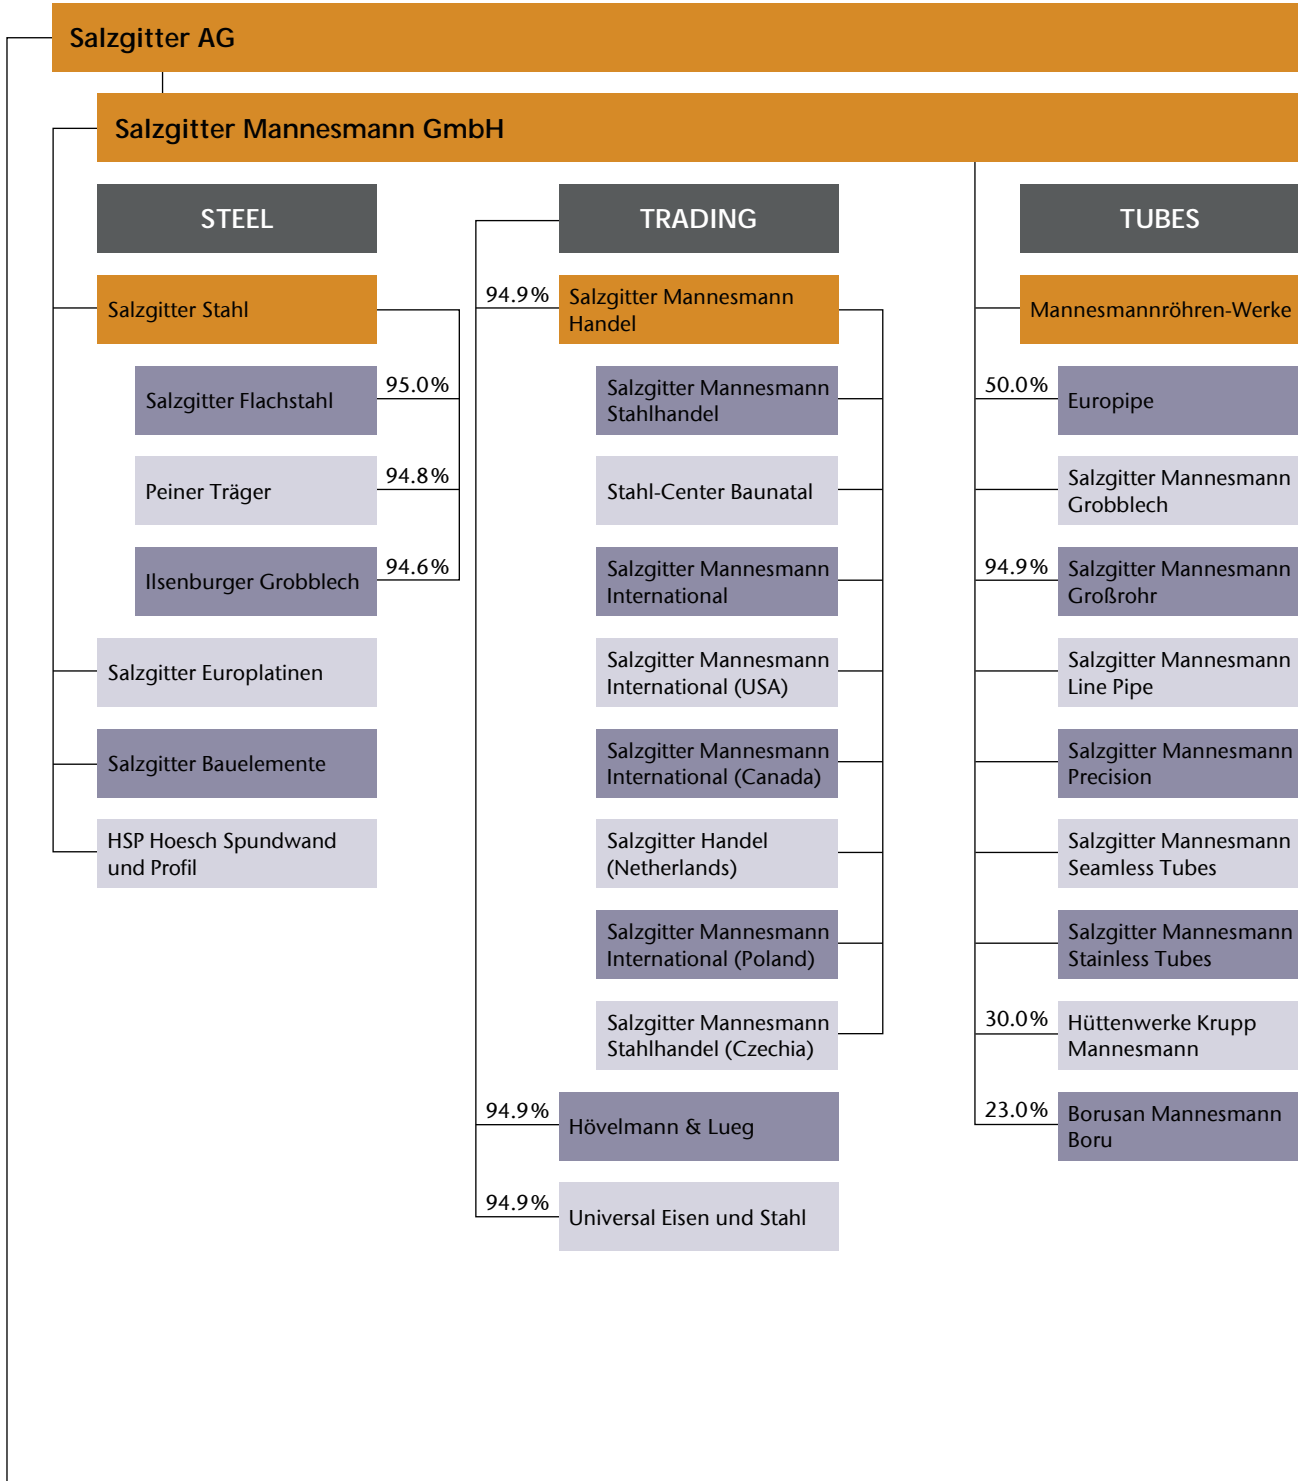 Salzgitter AG
Salzgitter Mannesmann GmbH
STEEL
Salzgitter Stahl
Salzgitter Flachstahl
95.0%
Peiner Träger
94.8%
Ilsenburger Grobblech
94.6%
Salzgitter Europlatinen
Salzgitter Bauelemente
HSP Hoesch Spundwand
und Profil
TRADING
94.9%
Salzgitter Mannesmann
Handel
Salzgitter Mannesmann
Stahlhandel
Stahl-Center Baunatal
Salzgitter Mannesmann
International
Salzgitter Mannesmann
International (USA)
Salzgitter Mannesmann
International (Canada)
Salzgitter Handel
(Netherlands)
Salzgitter Mannesmann
International (Poland)
Salzgitter Mannesmann
Stahlhandel (Czechia)
94.9%
Hövelmann & Lueg
94.9%
Universal Eisen und Stahl
TUBES
Mannesmannröhren-Werke
50.0%
Europipe
Salzgitter Mannesmann
Grobblech
94.9%
Salzgitter Mannesmann
Großrohr
Salzgitter Mannesmann
Line Pipe
Salzgitter Mannesmann
Precision
Salzgitter Mannesmann
Seamless Tubes
Salzgitter Mannesmann
Stainless Tubes
30.0%
Hüttenwerke Krupp
Mannesmann
23.0%
Borusan Mannesmann
Boru